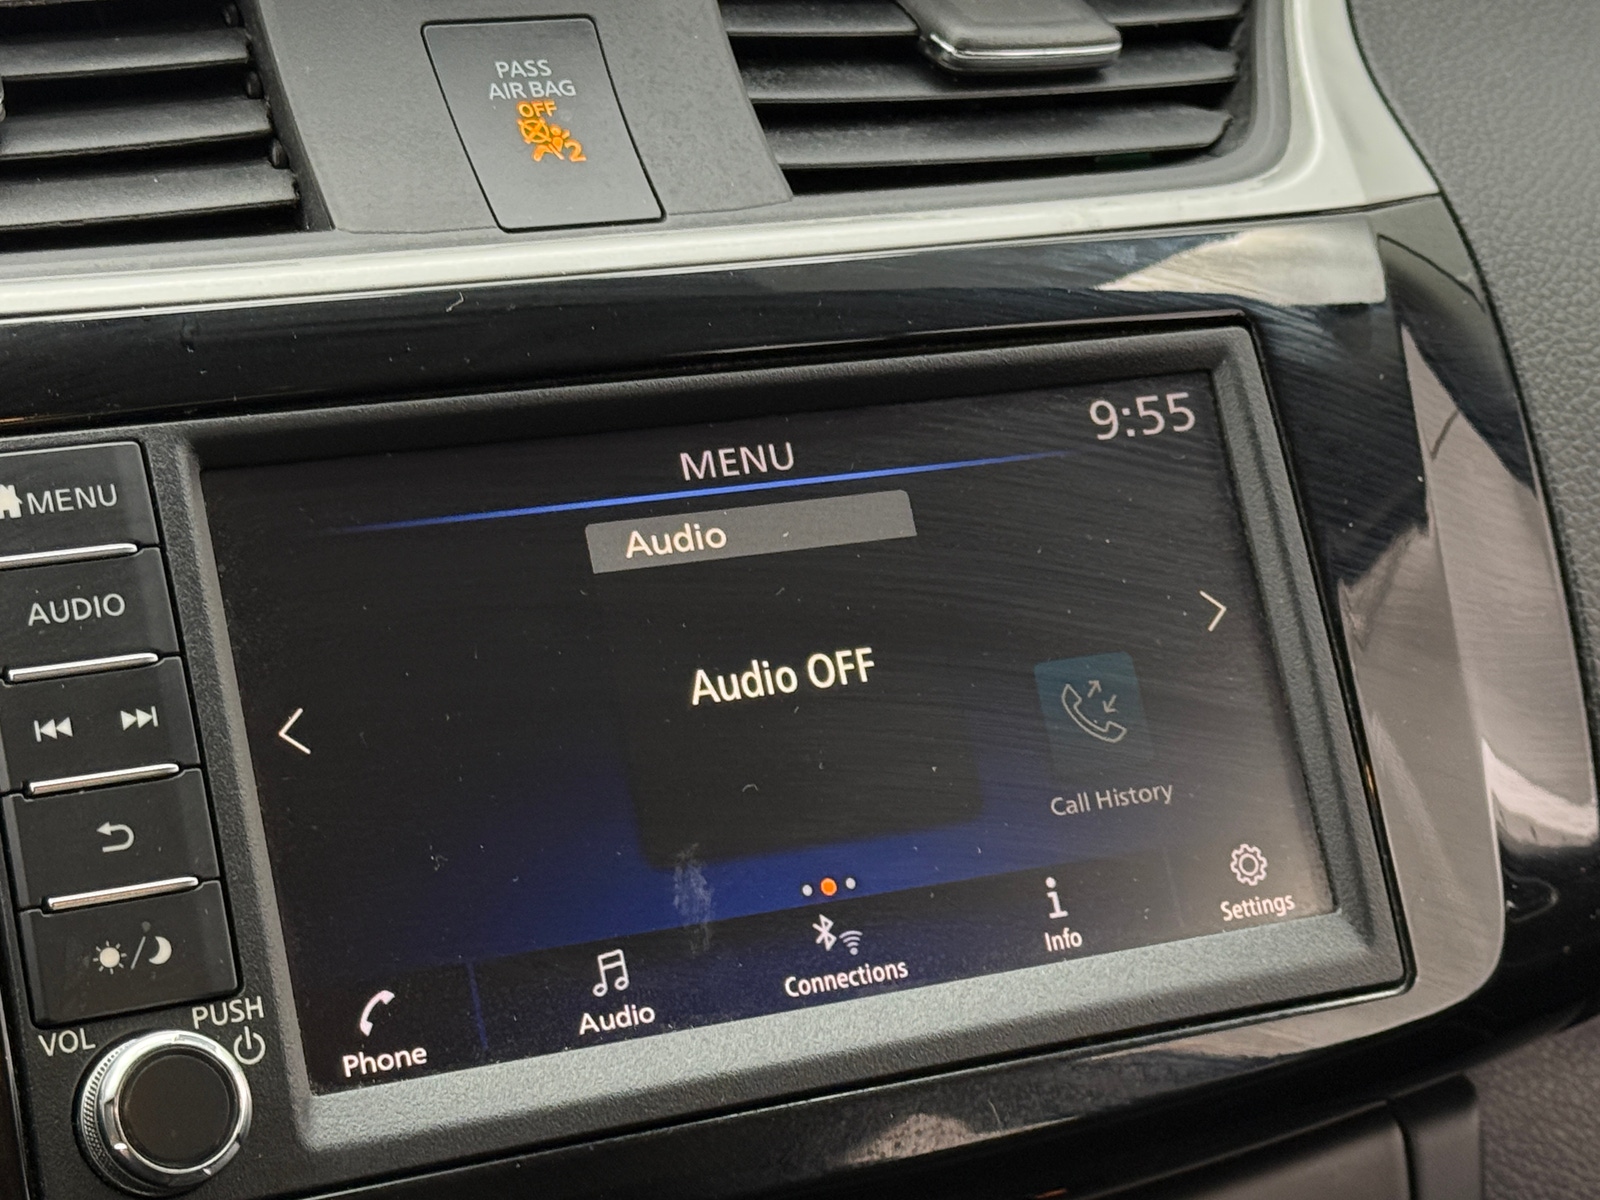 PASS
AIR BAG
OFF
2
MENU
9:55
MENU
Audio
AUDIO
Audio OFF
Call History
Phone
Audio
Connections
Info
Settings
VOL
PUSH